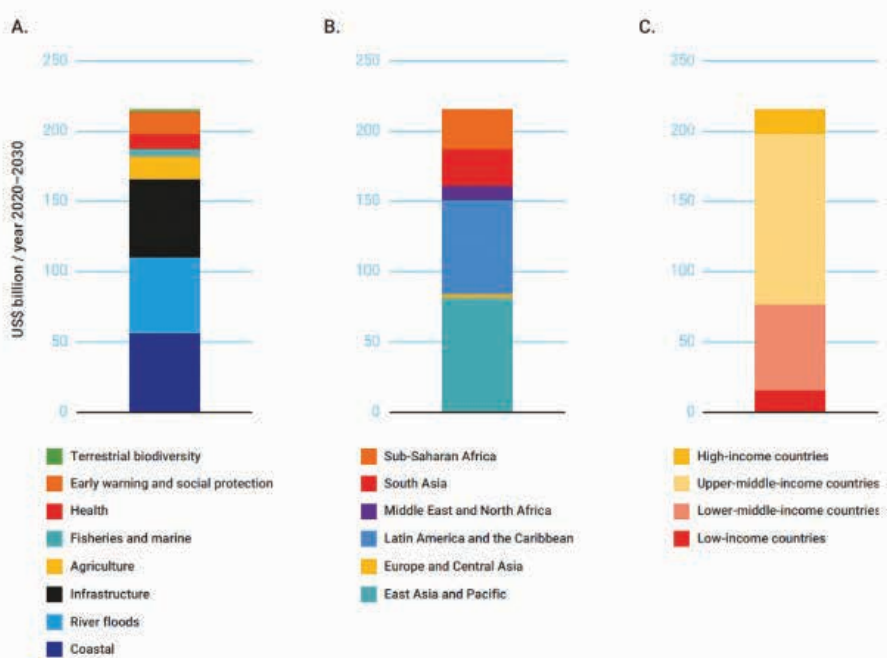 A.
250
200
150
100
50
0
US$ billion / year 2020–2030
Terrestrial biodiversity
Early warning and social protection
Health
Fisheries and marine
Agriculture
Infrastructure
River floods
Coastal
B.
250
200
150
100
50
0
Sub-Saharan Africa
South Asia
Middle East and North Africa
Latin America and the Caribbean
Europe and Central Asia
East Asia and Pacific
C.
250
200
150
100
50
0
High-income countries
Upper-middle-income countries
Lower-middle-income countries
Low-income countries